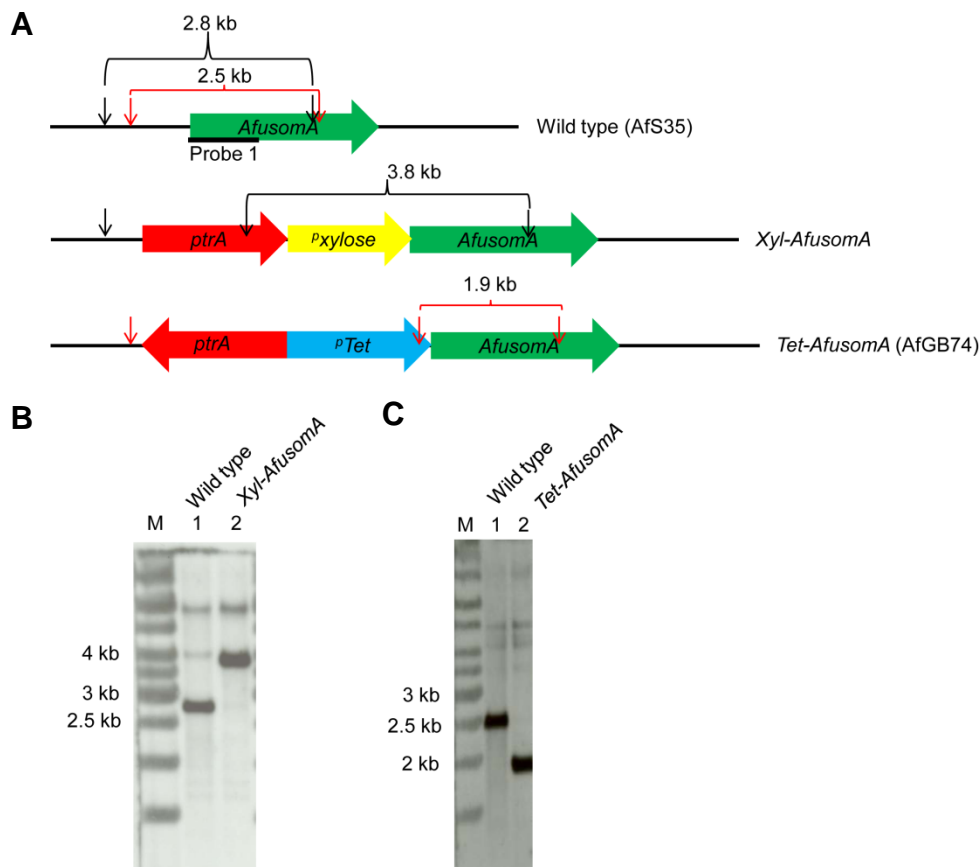 A
2.8 kb
2.5 kb
AfusomA
Wild type (AfS35)
Probe 1
3.8 kb
ptrA
pxylose
AfusomA
Xyl-AfusomA
1.9 kb
ptrA
pTet
AfusomA
Tet-AfusomA (AfGB74)
B
Wild type
Xyl-AfusomA
M 1 2
4 kb
3 kb
2.5 kb
C
Wild type
Tet-AfusomA
M 1 2
3 kb
2.5 kb
2 kb